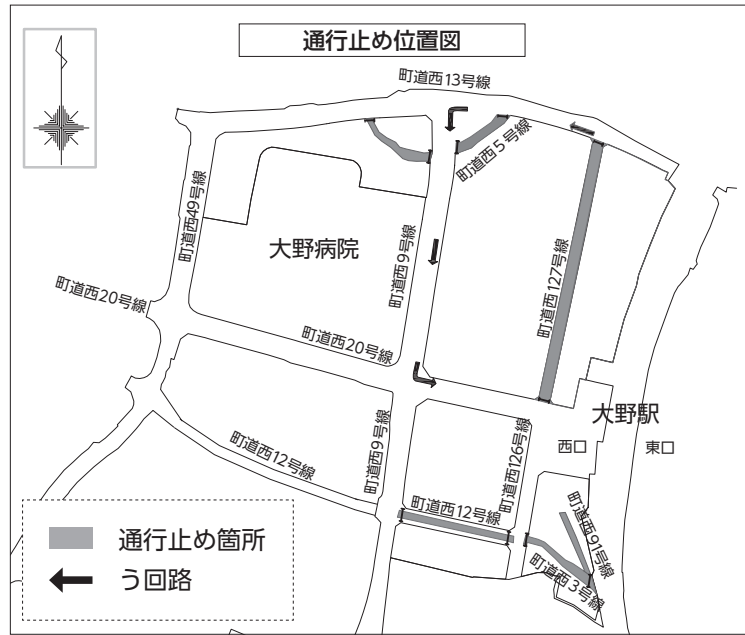 通行止め位置図
町道西13号線
町道西5号線
町道西49号線
大野病院
町道西9号線
町道西127号線
町道西20号線
町道西20号線
大野駅
西口
東口
町道西9号線
町道西126号線
町道西12号線
町道西12号線
町道西91号線
町道西3号線
通行止め箇所
う回路